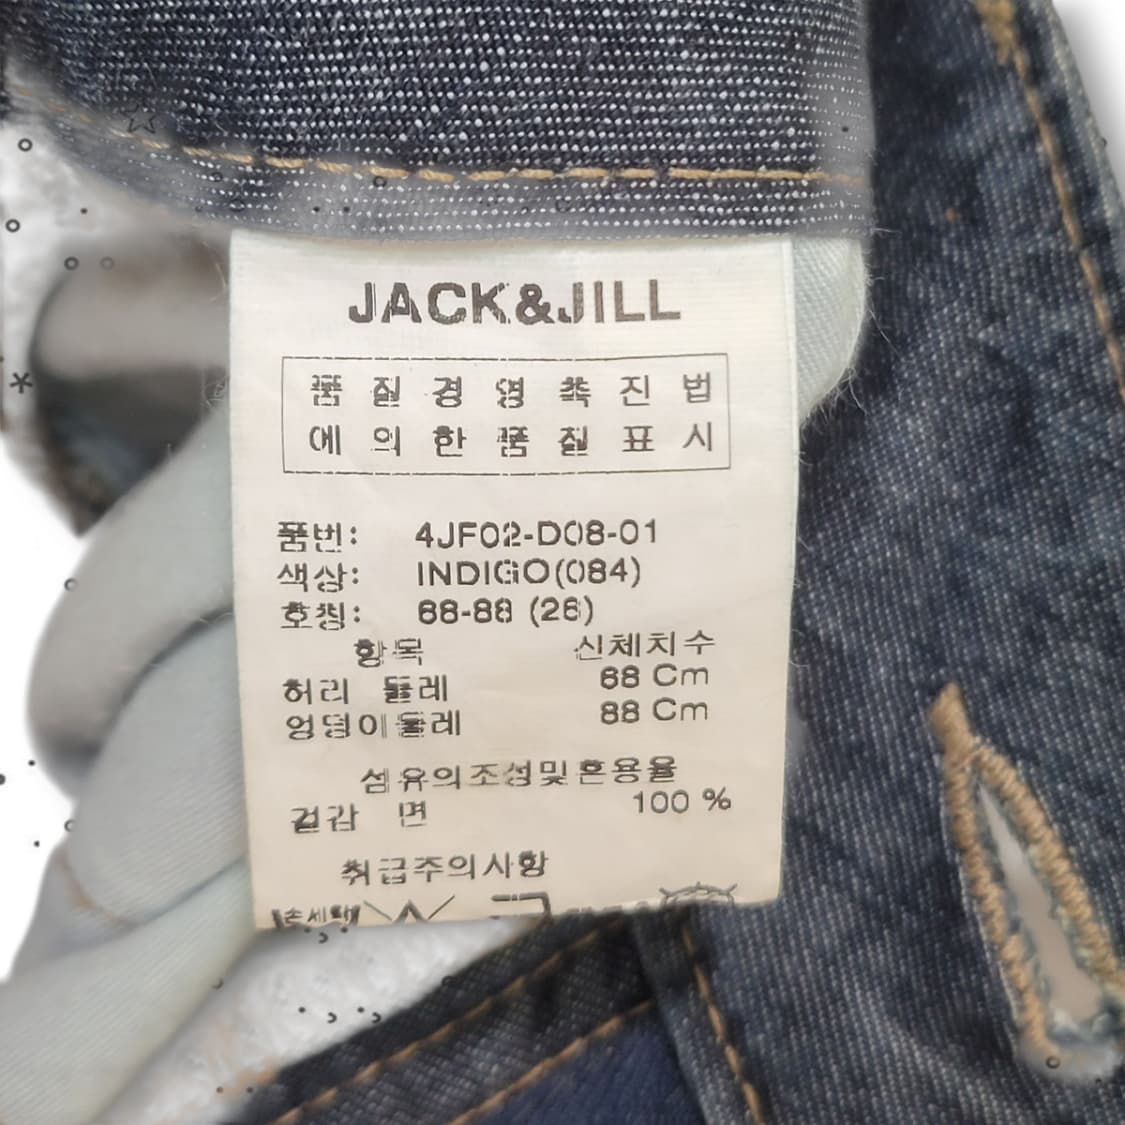 JACK&JILL
품 질 경 영 촉 진 법
에 의 한 품 질 표 시
품번: 4JF02-D08-01
색상: INDIGO(084)
호칭: 68-88 (26)
항목 신체치수
허리 둘레 68 Cm
엉덩이둘레 88 Cm
섬유의조성및혼용율
겉감 면 100 %
취급주의사항
손세탁